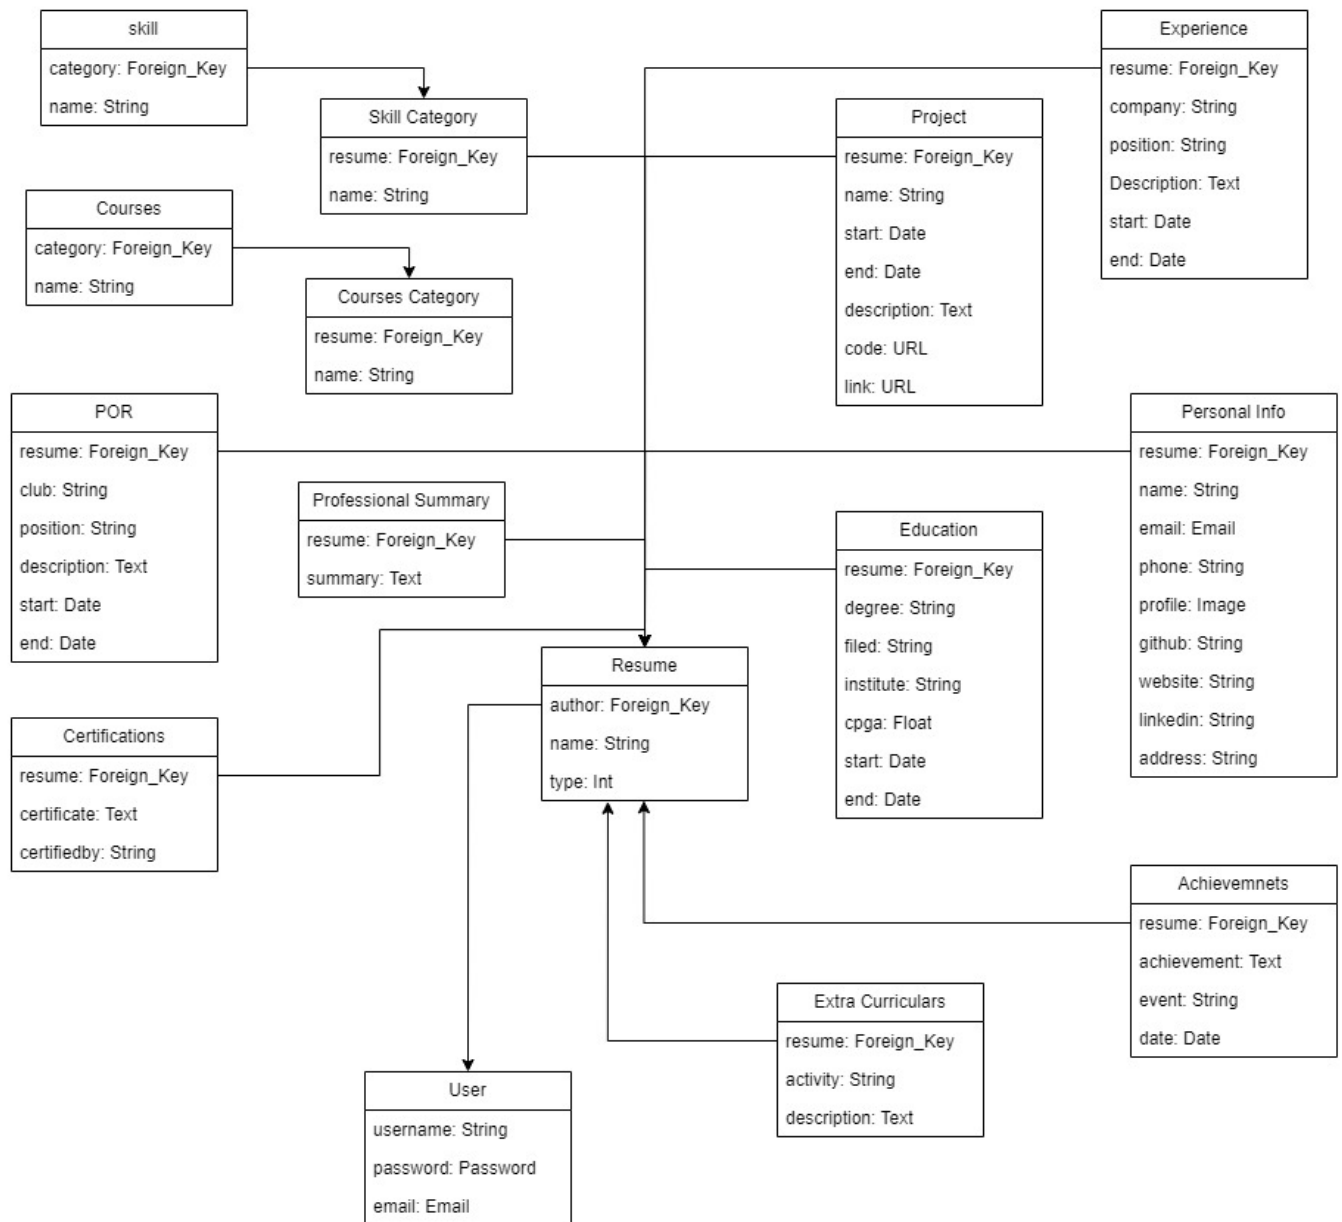 skill
category: Foreign_Key
name: String
Skill Category
resume: Foreign_Key
name: String
Courses
category: Foreign_Key
name: String
Courses Category
resume: Foreign_Key
name: String
Project
resume: Foreign_Key
name: String
start: Date
end: Date
description: Text
code: URL
link: URL
Experience
resume: Foreign_Key
company: String
position: String
Description: Text
start: Date
end: Date
POR
resume: Foreign_Key
club: String
position: String
description: Text
start: Date
end: Date
Professional Summary
resume: Foreign_Key
summary: Text
Education
resume: Foreign_Key
degree: String
filed: String
institute: String
cpga: Float
start: Date
end: Date
Personal Info
resume: Foreign_Key
name: String
email: Email
phone: String
profile: Image
github: String
website: String
linkedin: String
address: String
Resume
author: Foreign_Key
name: String
type: Int
Certifications
resume: Foreign_Key
certificate: Text
certifiedby: String
Achievemnets
resume: Foreign_Key
achievement: Text
event: String
date: Date
Extra Curriculars
resume: Foreign_Key
activity: String
description: Text
User
username: String
password: Password
email: Email